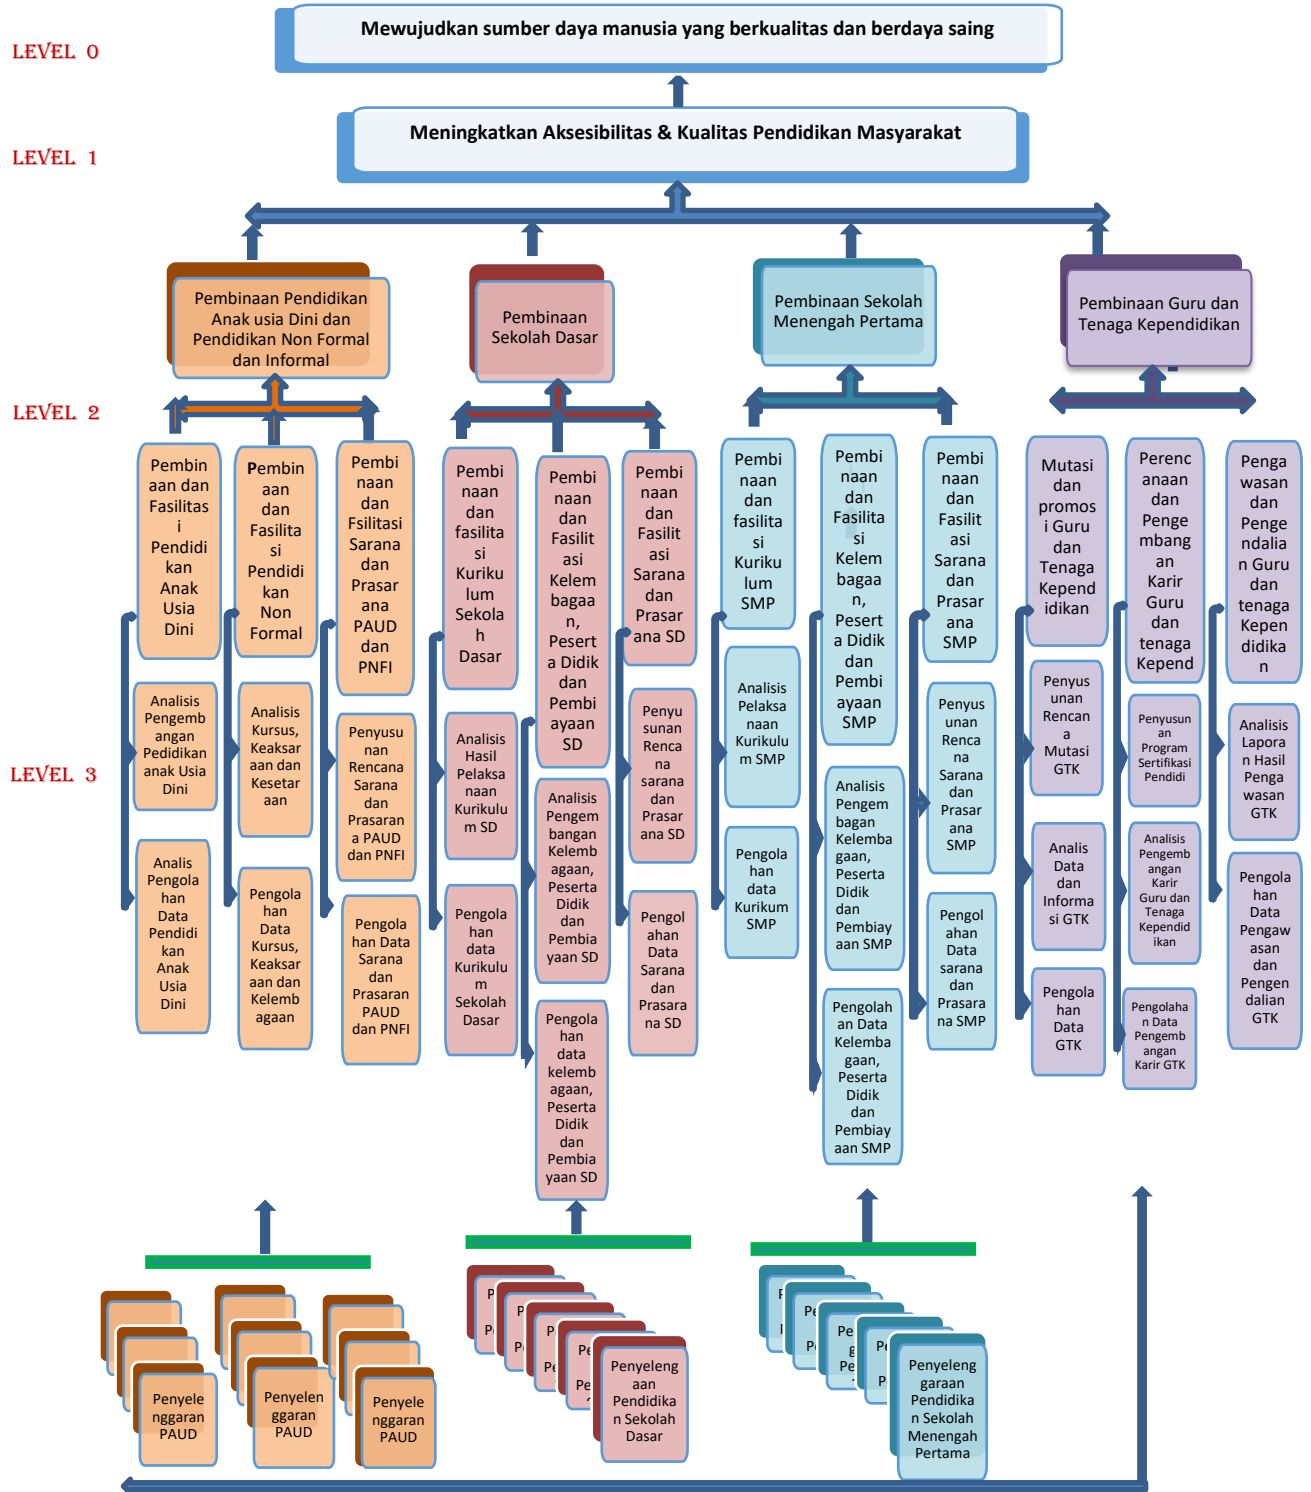 LEVEL 0
Mewujudkan sumber daya manusia yang berkualitas dan berdaya saing
LEVEL 1
Meningkatkan Aksesibilitas & Kualitas Pendidikan Masyarakat
Pembinaan Pendidikan
Anak usia Dini dan
Pendidikan Non Formal
dan Informal
Pembinaan
Sekolah Dasar
Pembinaan Sekolah
Menengah Pertama
Pembinaan Guru dan
Tenaga Kependidikan
LEVEL 2
Pembin
aan dan
Fasilitas
i
Pendidi
kan
Anak
Usia
Dini
Pembin
aan dan
Fasilita
si
Pendidi
kan
Non
Formal
Pembi
naan
dan
Fsilitasi
Sarana
dan
Prasar
ana
PAUD
dan
PNFI
Pembi
naan
dan
fasilita
si
Kuriku
lum
Sekola
h
Dasar
Pembi
naan
dan
Fasilit
asi
Kelem
bagaa
n,
Pesert
a Didik
dan
Pembi
ayaan
SD
Pembi
naan
dan
Fasilit
asi
Sarana
dan
Prasar
ana SD
Pembi
naan
dan
fasilita
si
Kuriku
lum
SMP
Pembi
naan
dan
Fasilita
si
Kelem
bagaa
n,
Pesert
a Didik
dan
Pembi
ayaan
SMP
Pembi
naan
dan
Fasilit
asi
Sarana
dan
Prasar
ana
SMP
Mutasi
dan
promos
i Guru
dan
Tenaga
Kepend
idikan
Perenc
anaan
dan
Penge
mbang
an
Karir
Guru
dan
tenaga
Kepend
Penga
wasan
dan
Penge
ndalia
n Guru
dan
tenaga
Kepen
didika
n
LEVEL 3
Analisis
Pengemb
angan
Pedidikan
anak Usia
Dini
Analisis
Kursus,
Keaksar
aan dan
Kesetar
aan
Penyusu
nan
Rencana
Sarana
dan
Prasaran
a PAUD
dan PNFI
Analisis
Hasil
Pelaksa
naan
Kurikulu
m SD
Analisis
Pengem
bangan
Kelemb
agaan,
Peserta
Didik
dan
Pembia
yaan SD
Penyu
sunan
Renca
na
sarana
dan
Prasar
ana SD
Analisis
Pelaksa
naan
Kurikulu
m SMP
Analisis
Pengem
bagan
Kelemba
gaan,
Peserta
Didik
dan
Pembiay
aan SMP
Penyus
unan
Renca
na
Sarana
dan
Prasar
ana
SMP
Penyus
unan
Rencan
a
Mutasi
GTK
Penyusun
an
Program
Sertifikasi
Pendidi
Analisis
Lapora
n Hasil
Penga
wasan
GTK
Analis
Pengola
han
Data
Pendidi
kan
Anak
Usia
Dini
Pengola
han
Data
Kursus,
Keaksar
aan dan
Kelemb
agaan
Pengola
han Data
Sarana
dan
Prasaran
PAUD
dan PNFI
Pengola
han
data
Kurikulu
m
Sekolah
Dasar
Pengola
han
data
kelemb
agaan,
Peserta
Didik
dan
Pembia
yaan SD
Pengol
ahan
Data
Sarana
dan
Prasara
na SD
Pengola
han data
Kurikum
SMP
Pengolah
an Data
Kelemba
gaan,
Peserta
Didik
dan
Pembiay
aan SMP
Pengol
ahan
Data
sarana
dan
Prasara
na SMP
Analis
Data
dan
Informa
si GTK
Pengola
han
Data
GTK
Analisis
Pengemb
angan
Karir
Guru dan
Tenaga
Kependid
ikan
Pengolaha
n Data
Pengemb
angan
Karir GTK
Pengola
han
Data
Pengaw
asan
dan
Pengen
dalian
GTK
Penyele
nggaran
PAUD
Penyelen
ggaran
PAUD
Penyele
nggaran
PAUD
Penyeleng
gaan
Pendidika
n Sekolah
Dasar
Penyeleng
garaan
Pendidika
n Sekolah
Menengah
Pertama